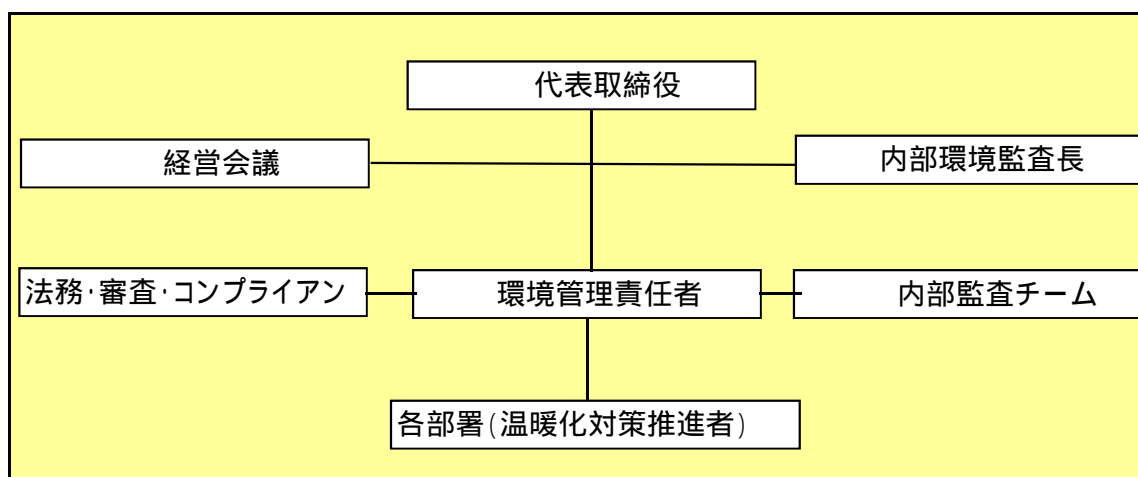 代表取締役
経営会議
内部環境監査長
法務・審査・コンプライアン
環境管理責任者
内部監査チーム
各部署(温暖化対策推進者)